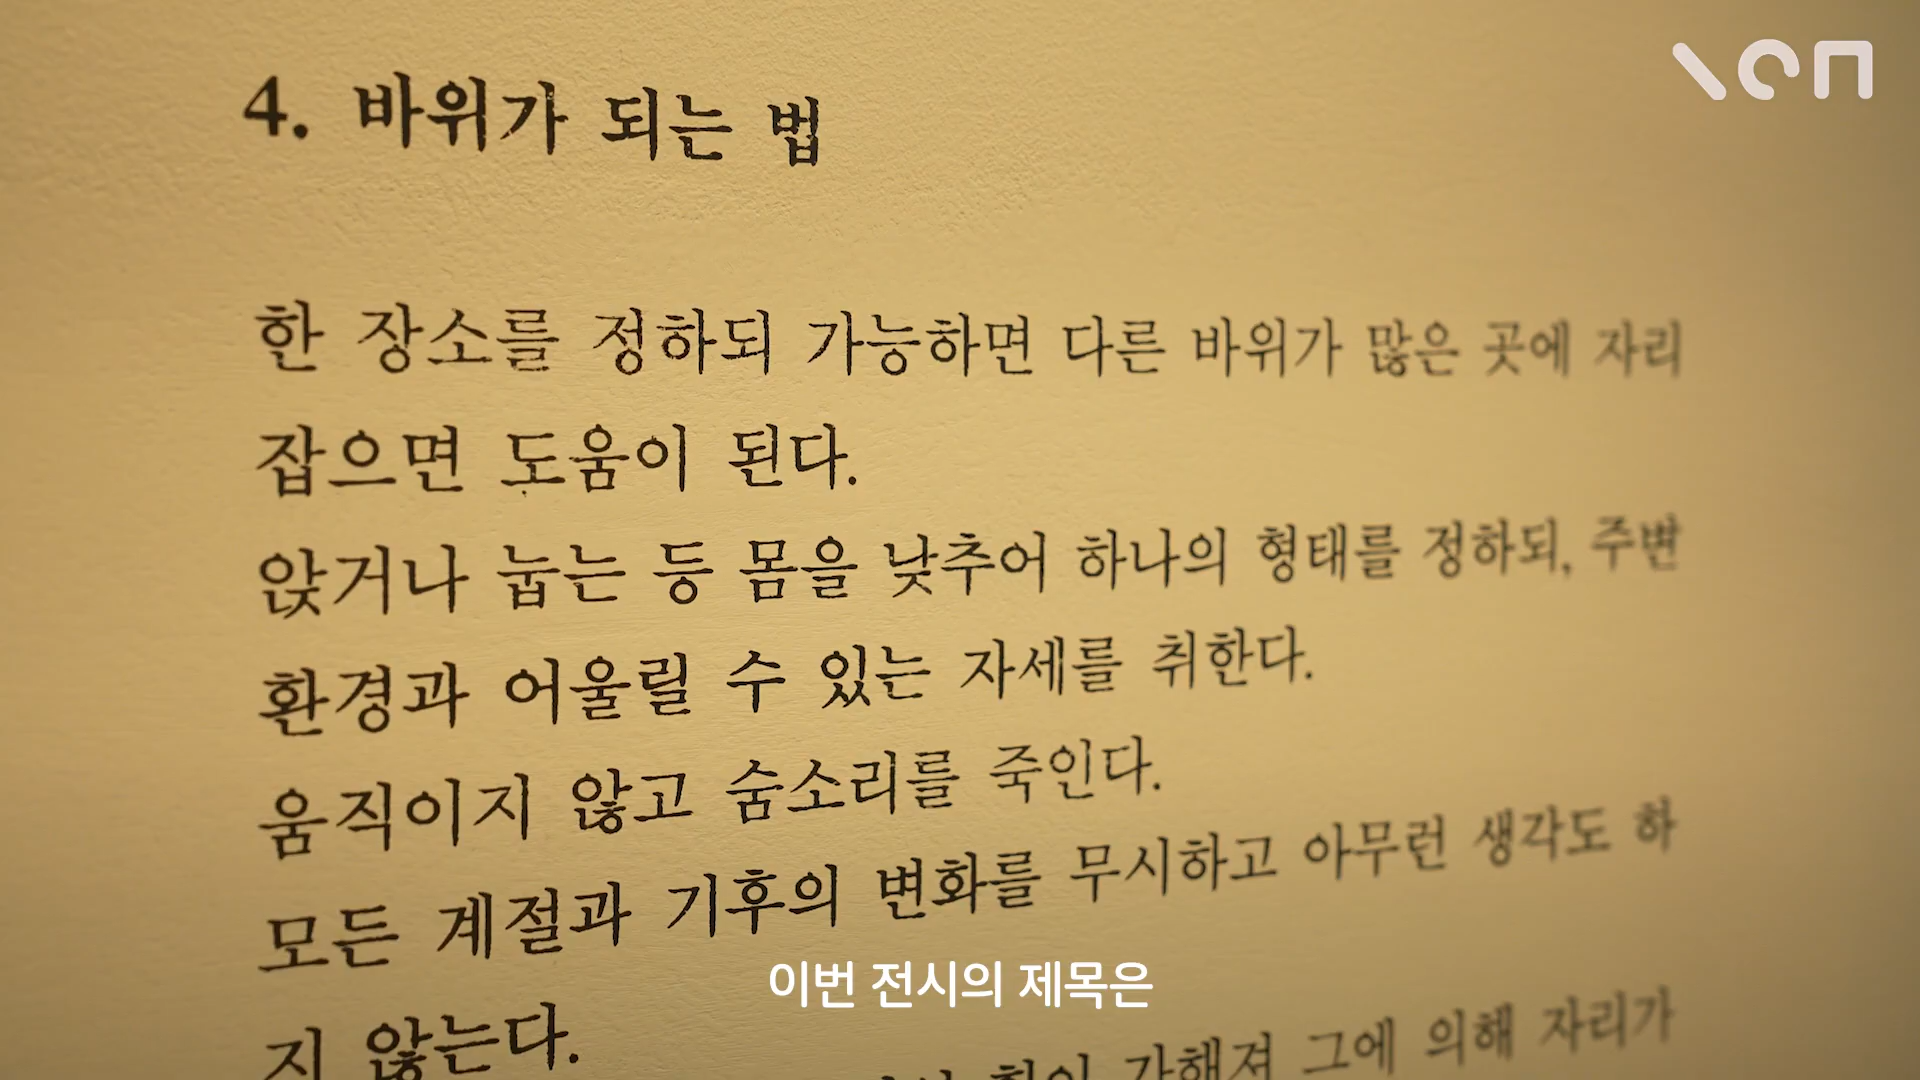 4. 바위가 되는 법
한 장소를 정하되 가능하면 다른 바위가 많은 곳에 자리
잡으면 도움이 된다.
앉거나 눕는 등 몸을 낮추어 하나의 형태를 정하되, 주변
환경과 어울릴 수 있는 자세를 취한다.
움직이지 않고 숨소리를 죽인다.
모든 계절과 기후의 변화를 무시하고 아무런 생각도 하
지 않는다.
힘이 가해져 그에 의해 자리가
이번 전시의 제목은